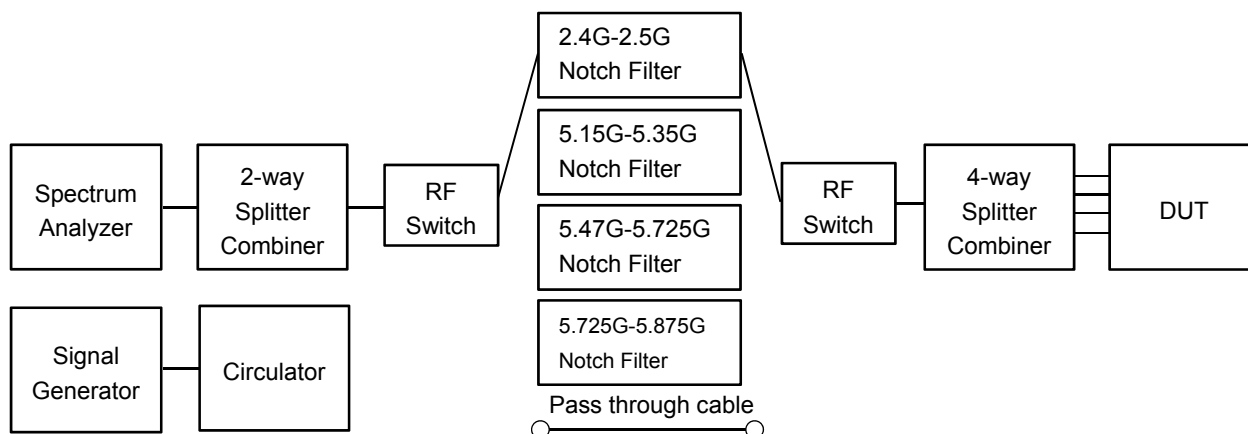 2.4G-2.5G
Notch Filter
5.15G-5.35G
Notch Filter
5.47G-5.725G
Notch Filter
5.725G-5.875G
Notch Filter
Pass through cable
Spectrum
Analyzer
2-way
Splitter
Combiner
RF
Switch
RF
Switch
4-way
Splitter
Combiner
DUT
Signal
Generator
Circulator